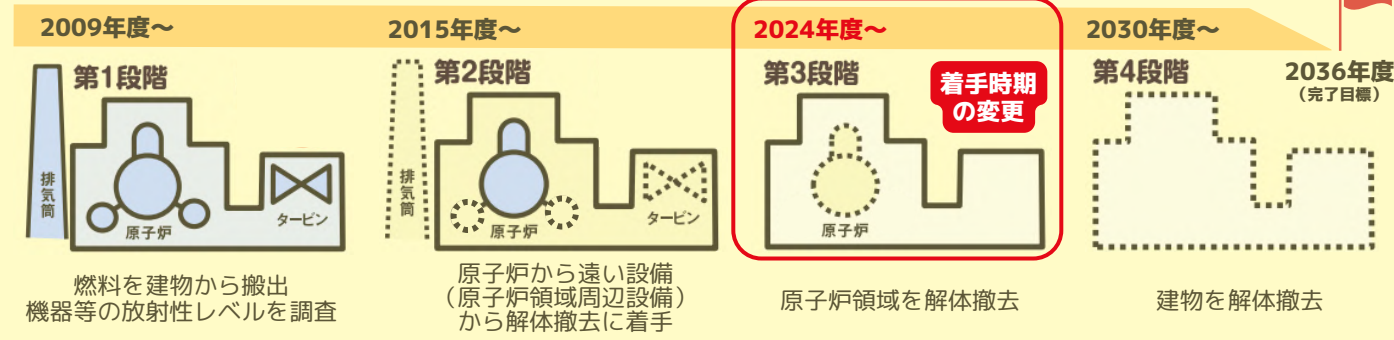 2009年度～
2015年度～
2024年度～
2030年度～
第1段階
排気筒
原子炉
タービン
燃料を建物から搬出
機器等の放射性レベルを調査
第2段階
排気筒
原子炉
タービン
原子炉から遠い設備
（原子炉領域周辺設備）
から解体撤去に着手
第3段階
着手時期
の変更
原子炉
原子炉領域を解体撤去
第4段階
2036年度
（完了目標）
建物を解体撤去